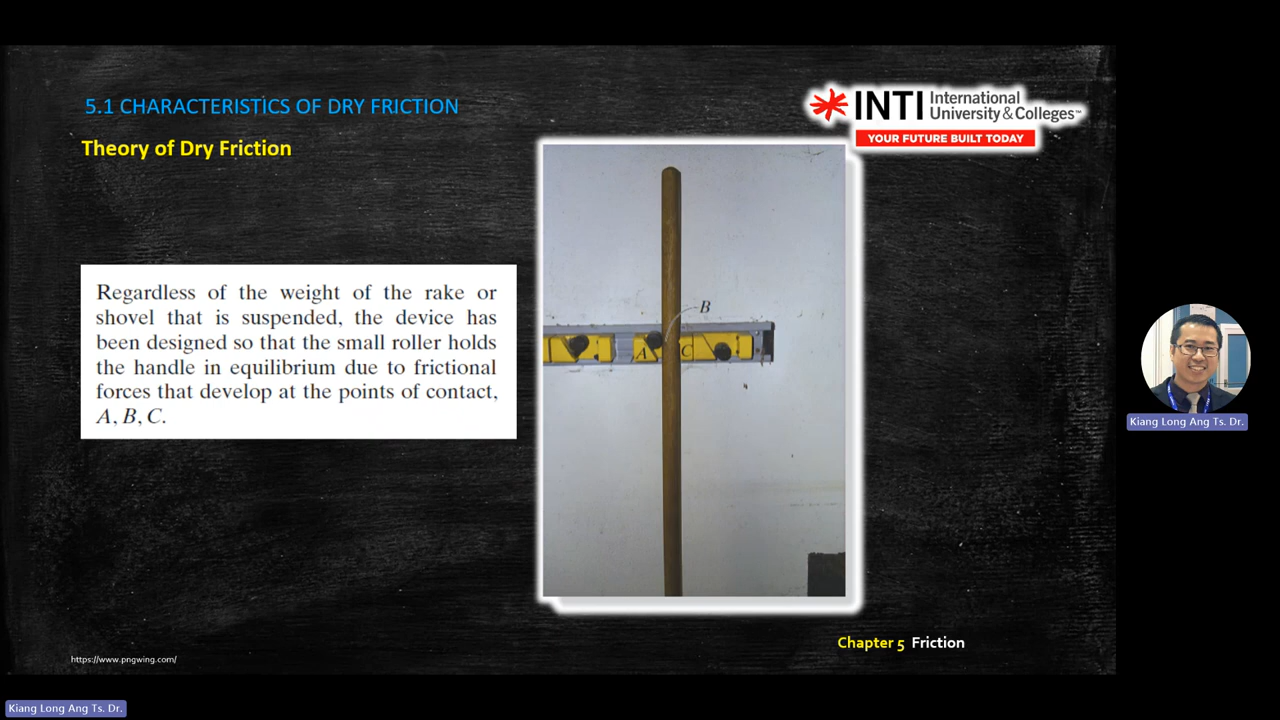 5.1 CHARACTERISTICS OF DRY FRICTION
Theory of Dry Friction
INTI International
University & Colleges™
YOUR FUTURE BUILT TODAY
Regardless of the weight of the rake or
shovel that is suspended, the device has
been designed so that the small roller holds
the handle in equilibrium due to frictional
forces that develop at the points of contact,
A, B, C.
B
A
C
Kiang Long Ang Ts. Dr.
Chapter 5 Friction
https://www.pngwing.com/
Kiang Long Ang Ts. Dr.